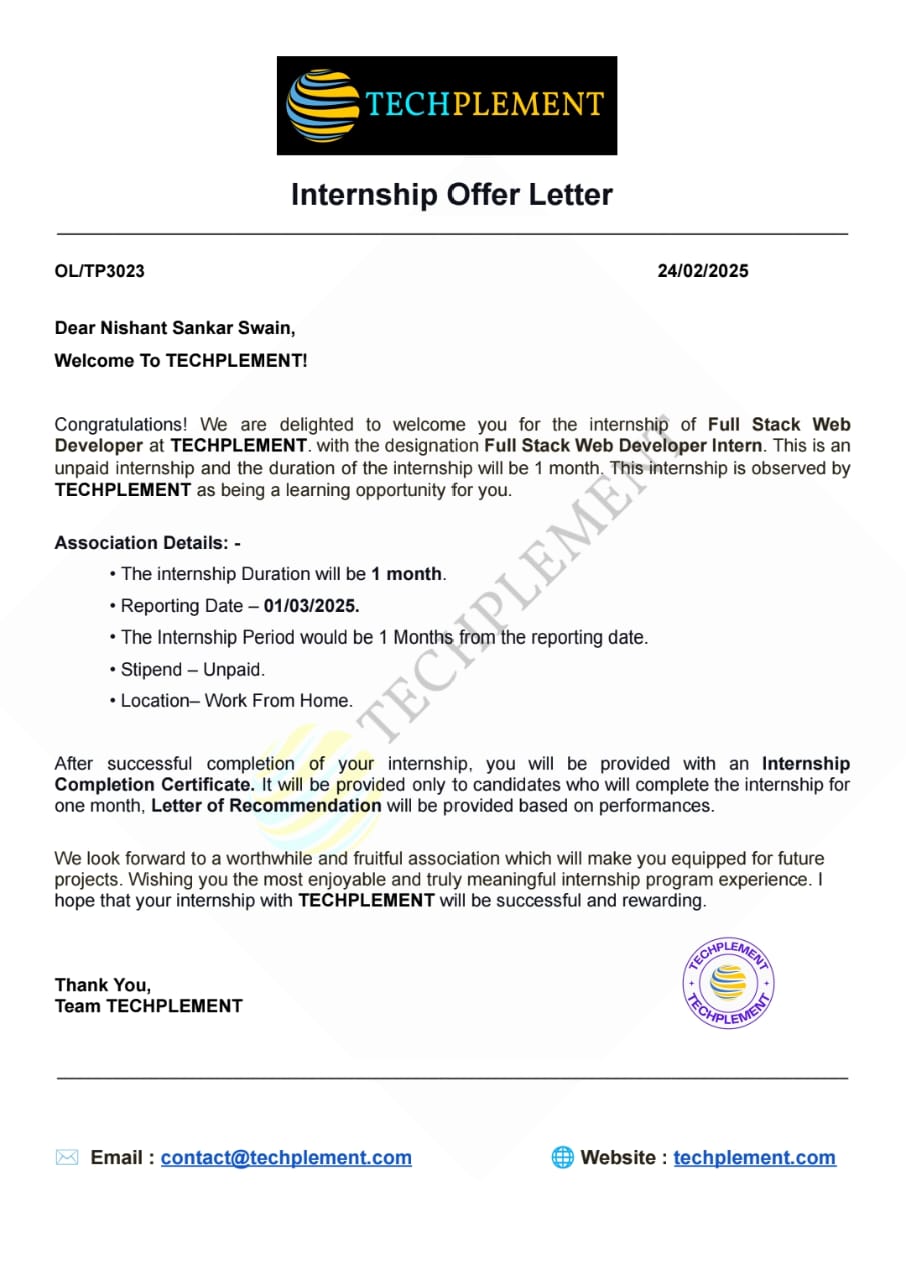 TECHPLEMENT
Internship Offer Letter
OL/TP3023 24/02/2025
Dear Nishant Sankar Swain,
Welcome To TECHPLEMENT!
Congratulations! We are delighted to welcome you for the internship of Full Stack Web
Developer at TECHPLEMENT. with the designation Full Stack Web Developer Intern. This is an
unpaid internship and the duration of the internship will be 1 month. This internship is observed by
TECHPLEMENT as being a learning opportunity for you.
Association Details: -
• The internship Duration will be 1 month.
• Reporting Date – 01/03/2025.
• The Internship Period would be 1 Months from the reporting date.
• Stipend – Unpaid.
• Location– Work From Home.
TECHPLEMENT
After successful completion of your internship, you will be provided with an Internship
Completion Certificate. It will be provided only to candidates who will complete the internship for
one month, Letter of Recommendation will be provided based on performances.
We look forward to a worthwhile and fruitful association which will make you equipped for future
projects. Wishing you the most enjoyable and truly meaningful internship program experience. I
hope that your internship with TECHPLEMENT will be successful and rewarding.
Thank You,
Team TECHPLEMENT
TECHPLEMENT
TECHPLEMENT
Email : contact@techplement.com Website : techplement.com